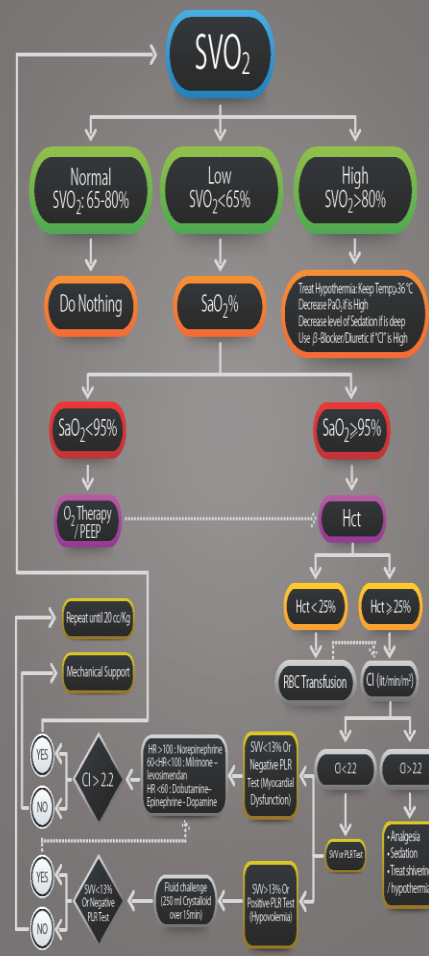 SVO₂
Normal
SVO₂: 65-80%
Low
SVO₂<65%
High
SVO₂>80%
Do Nothing
SaO₂%
Treat Hypothermia: Keep Temp⩾36 °C
Decrease PaO₂ if is High
Decrease level of Sedation if is deep
Use β-Blocker/Diuretic if "CI" is High
SaO₂<95%
SaO₂⩾95%
O₂ Therapy
/ PEEP
Hct
Hct < 25%
Hct ⩾ 25%
Repeat until 20 cc/Kg
Mechanical Support
RBC Transfusion
CI (lit/min/m²)
YES
NO
CI > 2.2
HR >100 : Norepinephrine
60<HR<100 : Milrinone –
levosimendan
HR <60 : Dobutamine–
Epinephrine - Dopamine
SVV<13% Or
Negative PLR
Test (Myocardial
Dysfunction)
CI<2.2
CI>2.2
SVV or PLR Test
• Analgesia
• Sedation
• Treat shivering
/ hypothermia
YES
NO
SVV<13%
Or Negative
PLR Test
Fluid challenge
(250 ml Crystalloid
over 15min)
SVV>13% Or
Positive PLR Test
(Hypovolemia)